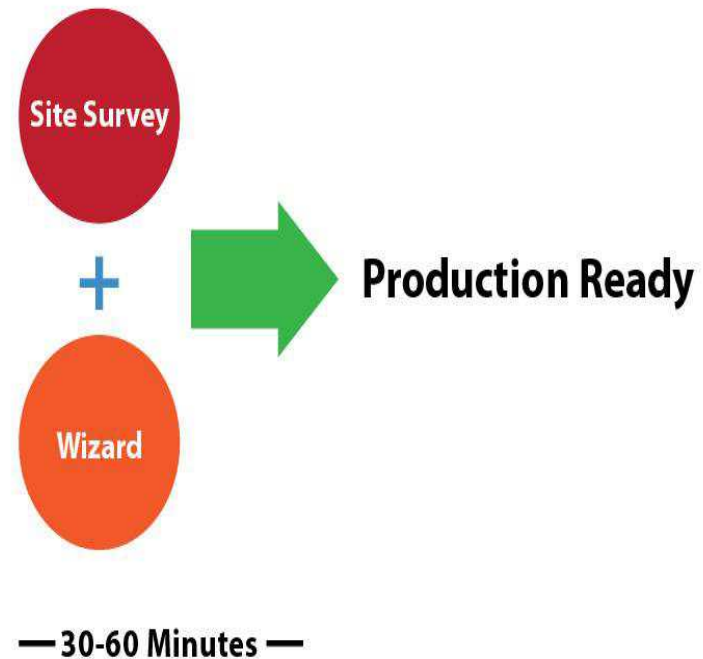 Site Survey
+
Production Ready
Wizard
— 30-60 Minutes —